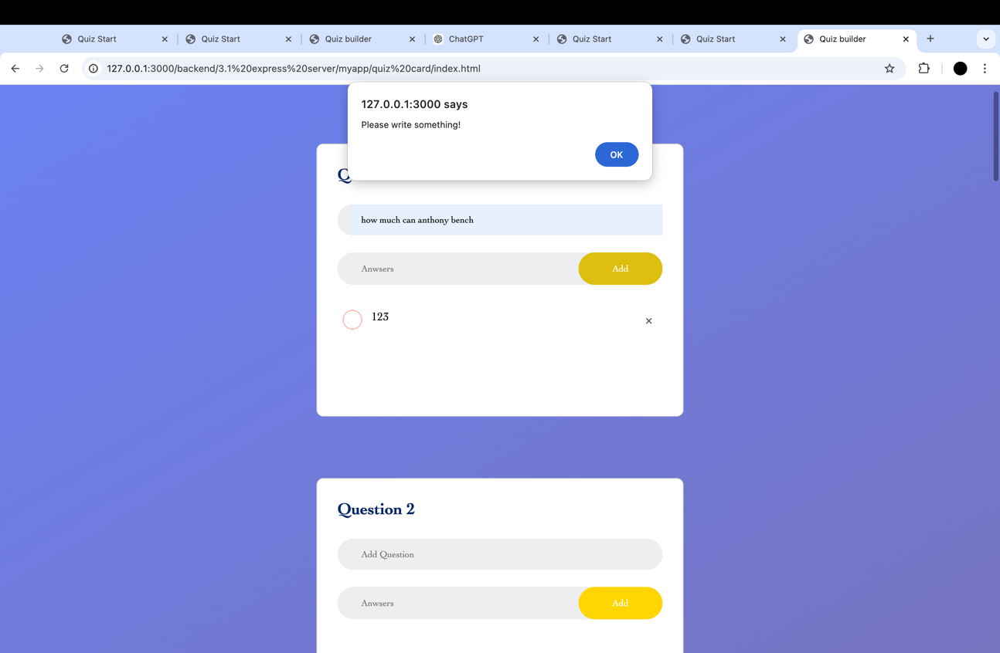 Quiz Start
Quiz Start
Quiz builder
ChatGPT
Quiz Start
Quiz Start
Quiz builder
127.0.0.1:3000/backend/3.1%20express%20server/myapp/quiz%20card/index.html
127.0.0.1:3000 says
Please write something!
OK
Q
how much can anthony bench
Anwsers
Add
123
Question 2
Add Question
Anwsers
Add